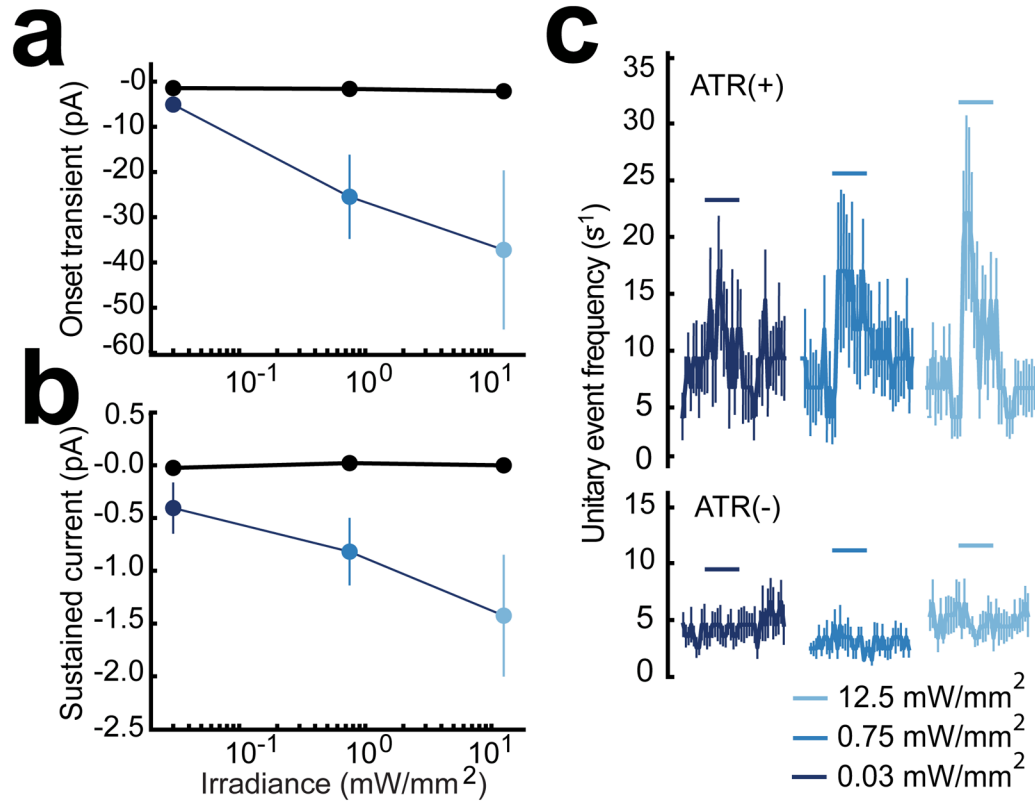 a
Onset transient (pA)
-0
-10
-20
-30
-40
-50
-60
10-1 100 101
b
Sustained current (pA)
0.5
-0.0
-0.5
-1.0
-1.5
-2.0
-2.5
10-1 100 101
Irradiance (mW/mm2)
c
Unitary event frequency (s-1)
ATR(+)
35
30
25
20
15
10
5
0
ATR(-)
15
10
5
0
12.5 mW/mm2
0.75 mW/mm2
0.03 mW/mm2